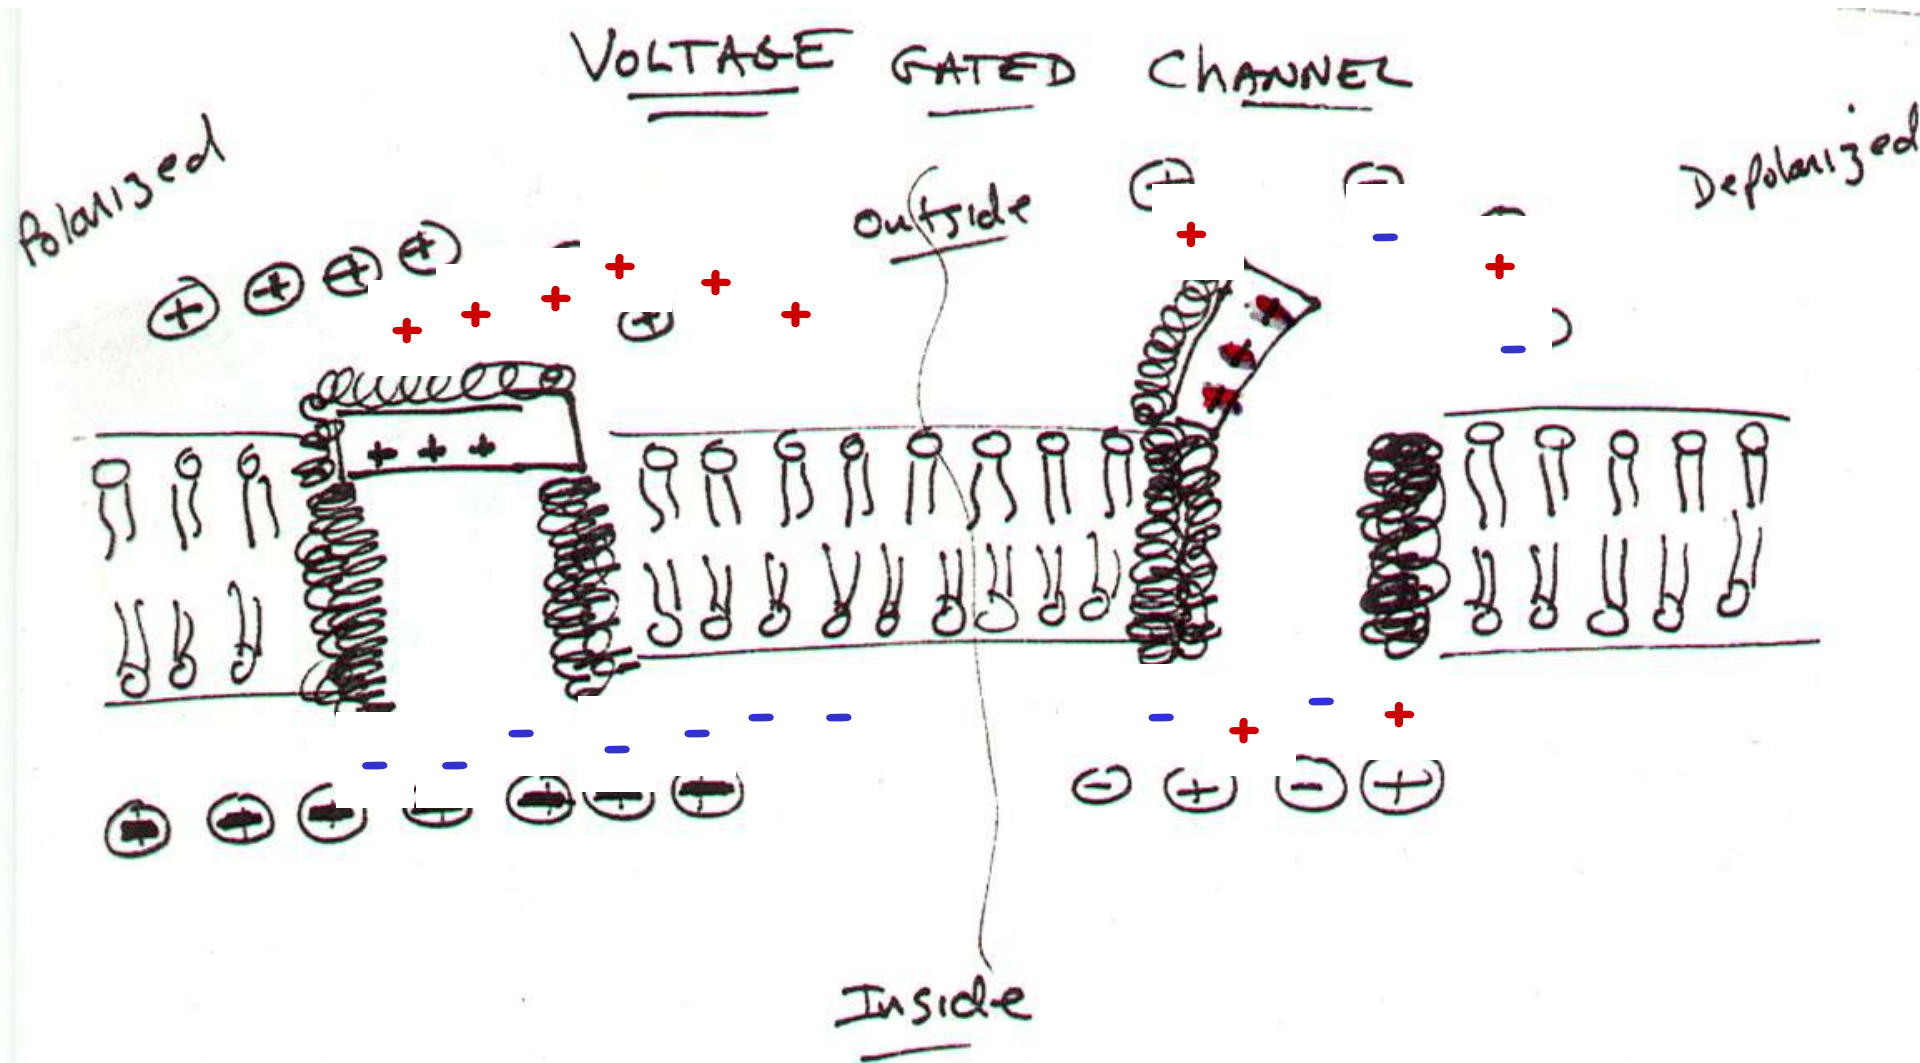 VOLTAGE GATED ChANNEL
Polarized
Outside
Depolarized
Inside